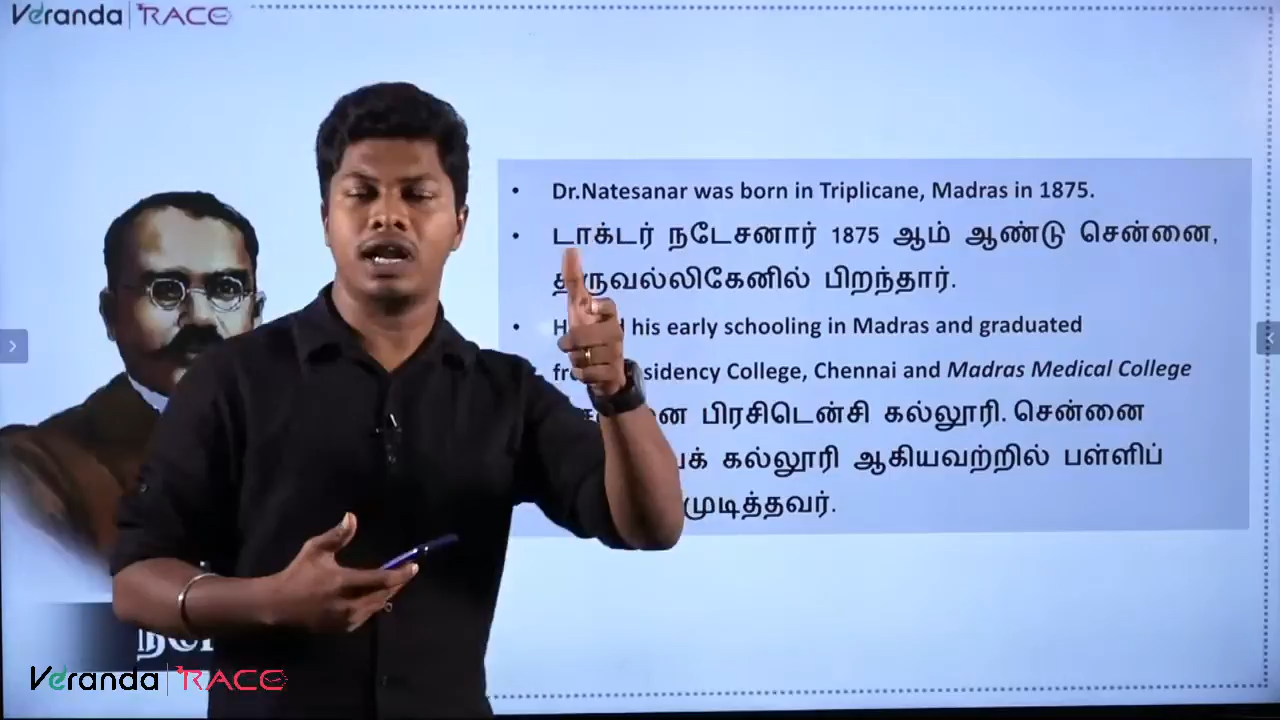 Veranda RACE
Dr.Natesanar was born in Triplicane, Madras in 1875.
டாக்டர் நடேசனார் 1875 ஆம் ஆண்டு சென்னை,
திருவல்லிகேனில் பிறந்தார்.
his early schooling in Madras and graduated
College, Chennai and Madras Medical College
பிரசிடென்சி கல்லூரி. சென்னை
கல்லூரி ஆகியவற்றில் பள்ளிப்
முடித்தவர்.
Veranda RACE